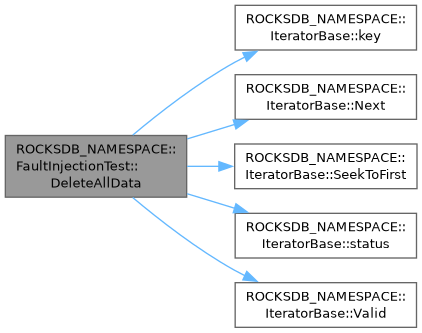 ROCKSDB_NAMESPACE::
FaultInjectionTest::
DeleteAllData
ROCKSDB_NAMESPACE::
IteratorBase::key
ROCKSDB_NAMESPACE::
IteratorBase::Next
ROCKSDB_NAMESPACE::
IteratorBase::SeekToFirst
ROCKSDB_NAMESPACE::
IteratorBase::status
ROCKSDB_NAMESPACE::
IteratorBase::Valid